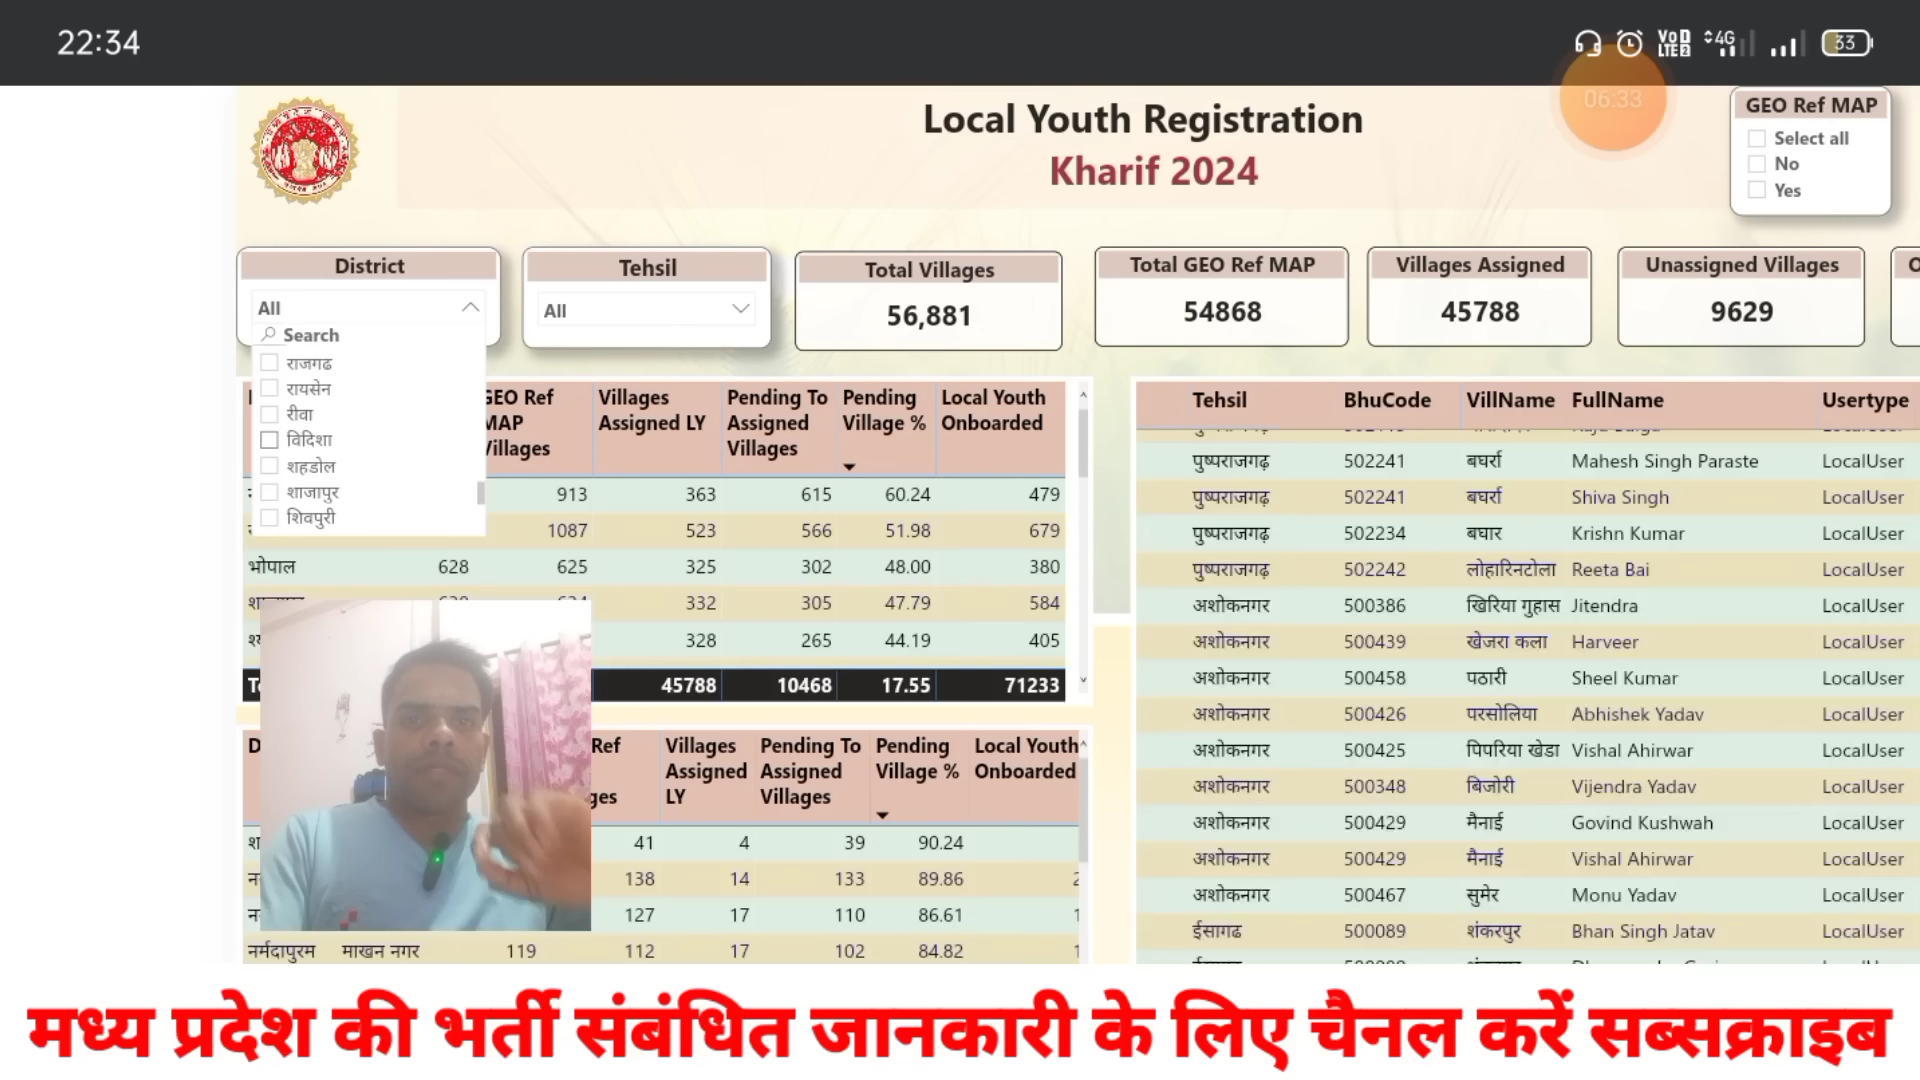 22:34
Vo LTE2 4G 33
06:33
Local Youth Registration
Kharif 2024
GEO Ref MAP
Select all
No
Yes
District
All
Search
राजगढ
रायसेन
रीवा
विदिशा
शहडोल
शाजापुर
शिवपुरी
Tehsil
All
Total Villages
56,881
Total GEO Ref MAP
54868
Villages Assigned
45788
Unassigned Villages
9629
GEO Ref MAP Villages
Villages Assigned LY
Pending To Assigned Villages
Pending Village %
Local Youth Onboarded
913 363 615 60.24 479
1087 523 566 51.98 679
भोपाल 628 625 325 302 48.00 380
332 305 47.79 584
328 265 44.19 405
45788 10468 17.55 71233
Ref
Villages Assigned LY
Pending To Assigned Villages
Pending Village %
Local Youth Onboarded
41 4 39 90.24
138 14 133 89.86
127 17 110 86.61
नर्मदापुरम माखन नगर 119 112 17 102 84.82
Tehsil BhuCode VillName FullName Usertype
पुष्पराजगढ़ 502241 बघर्रा Mahesh Singh Paraste LocalUser
पुष्पराजगढ़ 502241 बघर्रा Shiva Singh LocalUser
पुष्पराजगढ़ 502234 बघार Krishn Kumar LocalUser
पुष्पराजगढ़ 502242 लोहारिनटोला Reeta Bai LocalUser
अशोकनगर 500386 खिरिया गुहास Jitendra LocalUser
अशोकनगर 500439 खेजरा कला Harveer LocalUser
अशोकनगर 500458 पठारी Sheel Kumar LocalUser
अशोकनगर 500426 परसोलिया Abhishek Yadav LocalUser
अशोकनगर 500425 पिपरिया खेडा Vishal Ahirwar LocalUser
अशोकनगर 500348 बिजोरी Vijendra Yadav LocalUser
अशोकनगर 500429 मैनाई Govind Kushwah LocalUser
अशोकनगर 500429 मैनाई Vishal Ahirwar LocalUser
अशोकनगर 500467 सुमेर Monu Yadav LocalUser
ईसागढ 500089 शंकरपुर Bhan Singh Jatav LocalUser
मध्य प्रदेश की भर्ती संबंधित जानकारी के लिए चैनल करें सब्सक्राइब